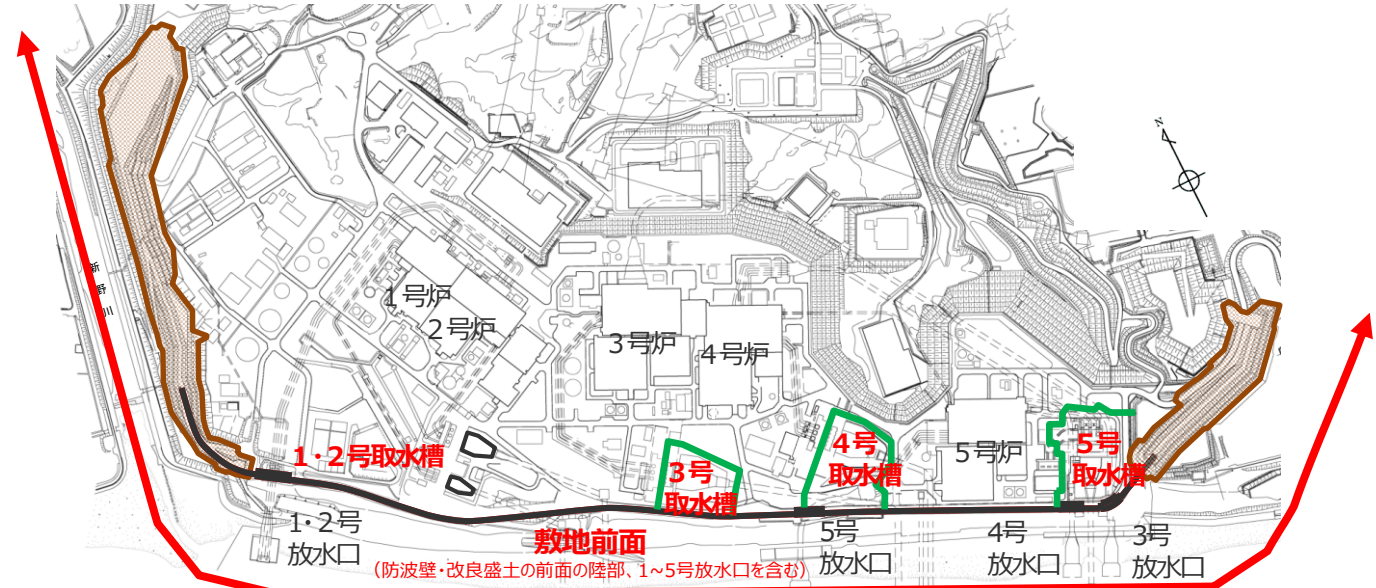 N
新野川
1号炉
2号炉
3号炉
4号炉
5号炉
1・2号取水槽
3号
取水槽
4号
取水槽
5号
取水槽
1・2号
放水口
敷地前面
(防波壁・改良盛土の前面の陸部、1~5号放水口を含む)
5号
放水口
4号
放水口
3号
放水口